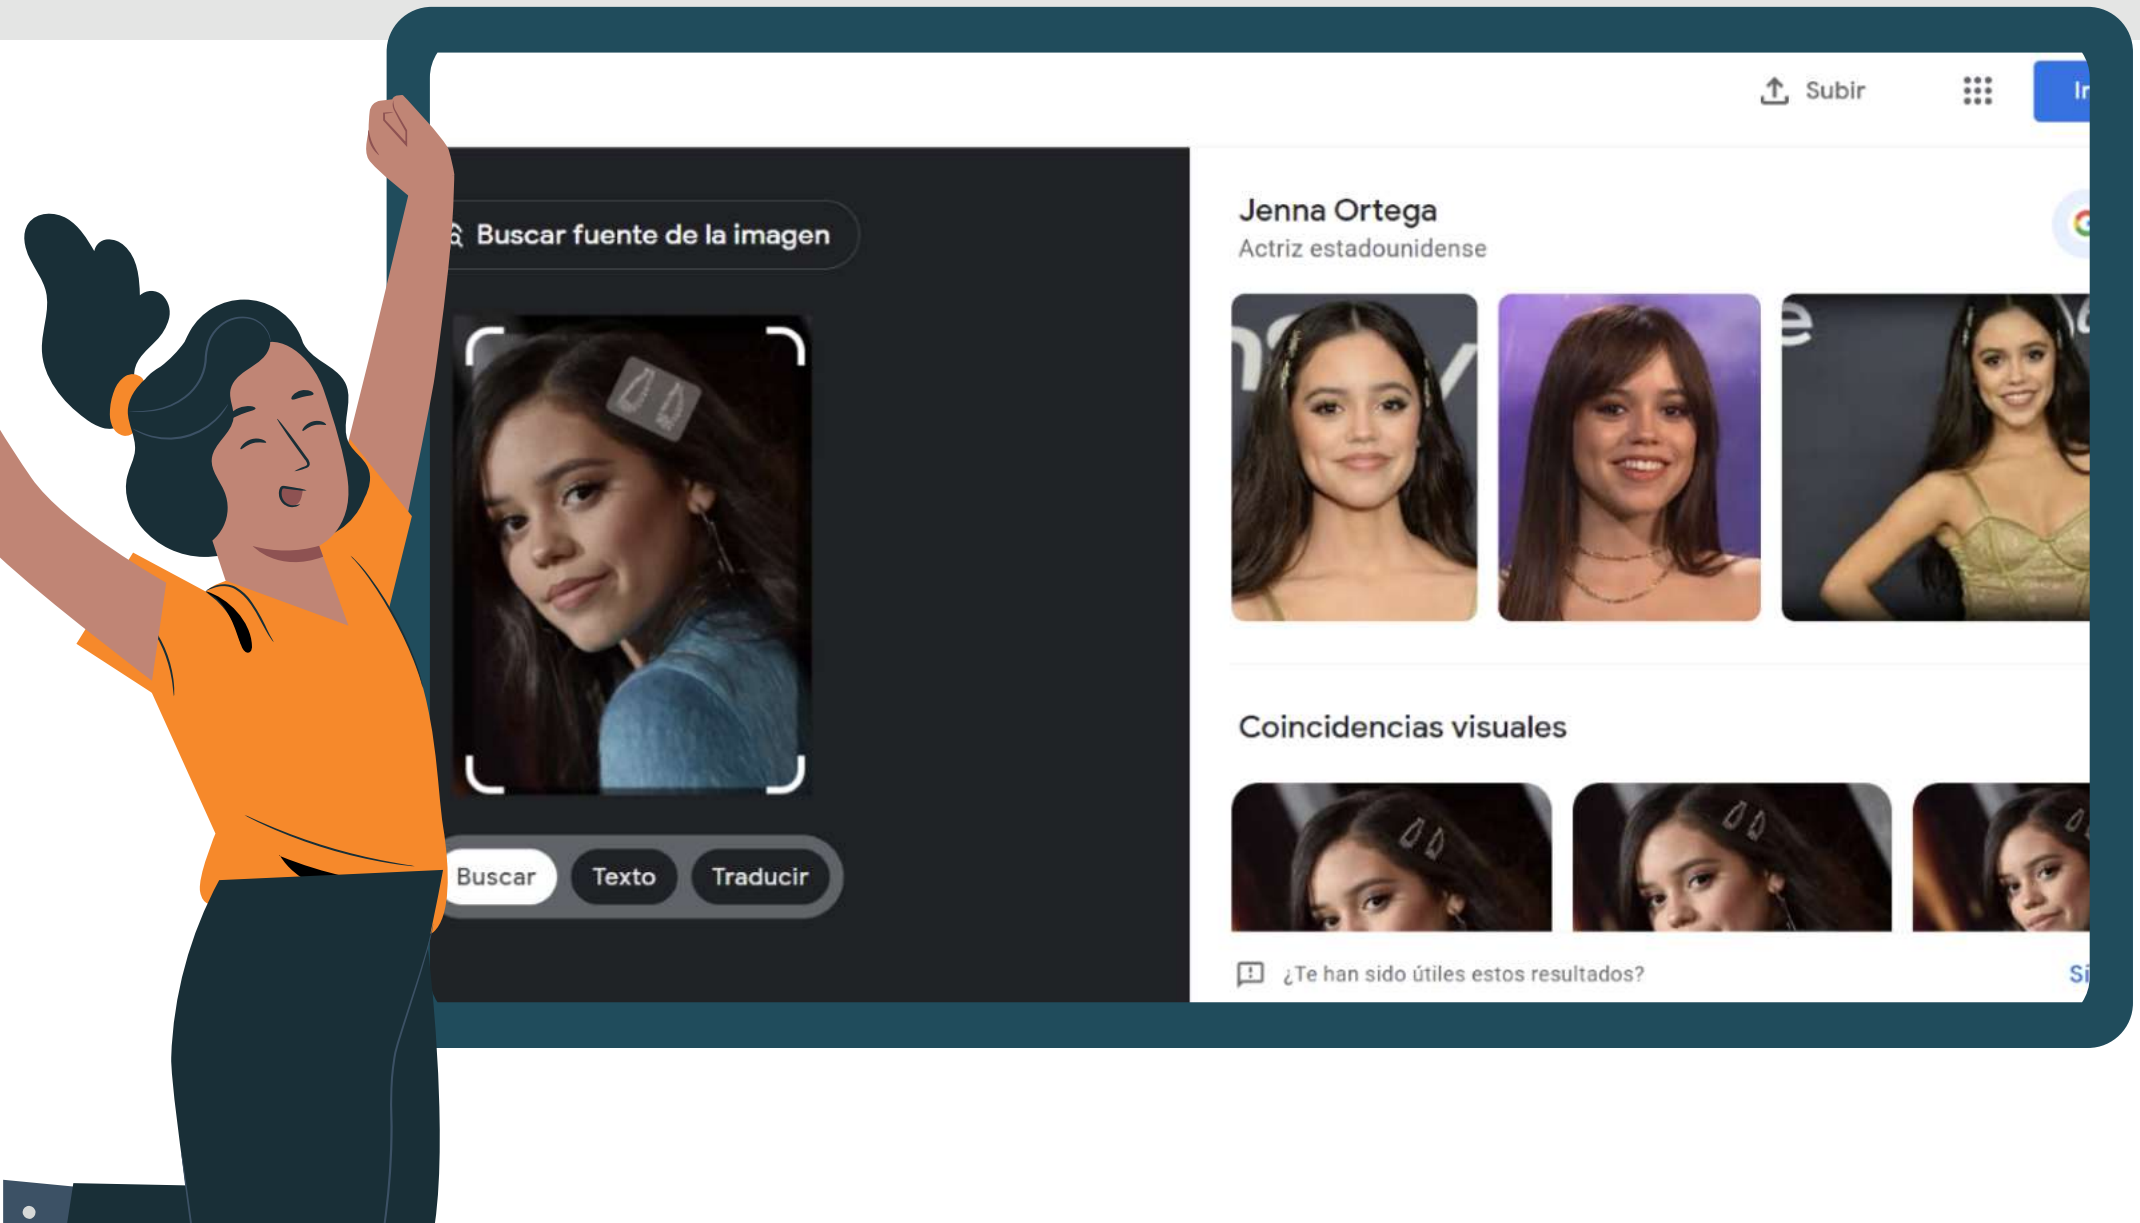 Subir
Buscar fuente de la imagen
Jenna Ortega
Actriz estadounidense
Coincidencias visuales
Buscar
Texto
Traducir
¿Te han sido útiles estos resultados?